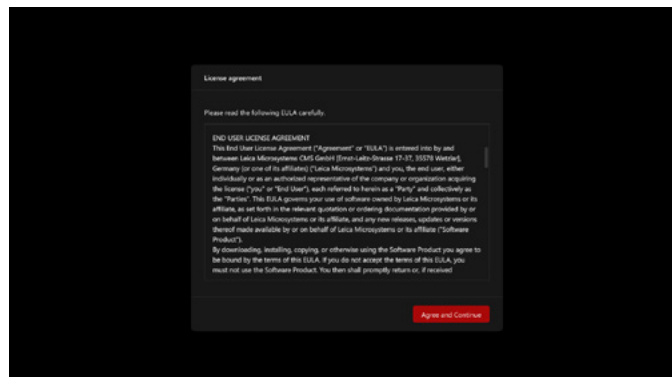 License agreement
Please read the following EULA carefully.
END USER LICENSE AGREEMENT
This End User License Agreement ("Agreement" or "EULA") is entered into by and
between Leica Microsystems CMS GmbH [Ernst-Leitz-Strasse 17-37, 35578 Wetzlar],
Germany (or one of its affiliates) ("Leica Microsystems") and you, the end user, either
individually or as an authorized representative of the company or organization acquiring
the license ("you" or "End User"), each referred to herein as a "Party" and collectively as
the "Parties". This EULA governs your use of software owned by Leica Microsystems or its
affiliate, as set forth in the relevant quotation or ordering documentation provided by or
on behalf of Leica Microsystems or its affiliate, and any new releases, updates or versions
thereof made available by or on behalf of Leica Microsystems or its affiliate ("Software
Product").
By downloading, installing, copying, or otherwise using the Software Product you agree to
be bound by the terms of this EULA. If you do not accept the terms of this EULA, you
must not use the Software Product. You then shall promptly return or, if received
Agree and Continue